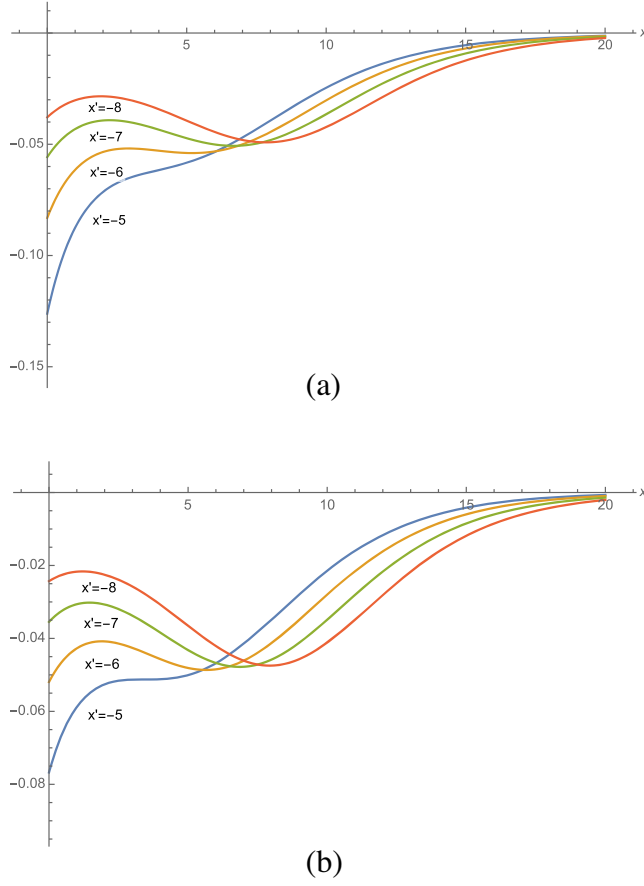 5 10 15 20 x
-0.05
-0.10
-0.15
x'=-8
x'=-7
x'=-6
x'=-5
(a)
5 10 15 20 x
-0.02
-0.04
-0.06
-0.08
x'=-8
x'=-7
x'=-6
x'=-5
(b)